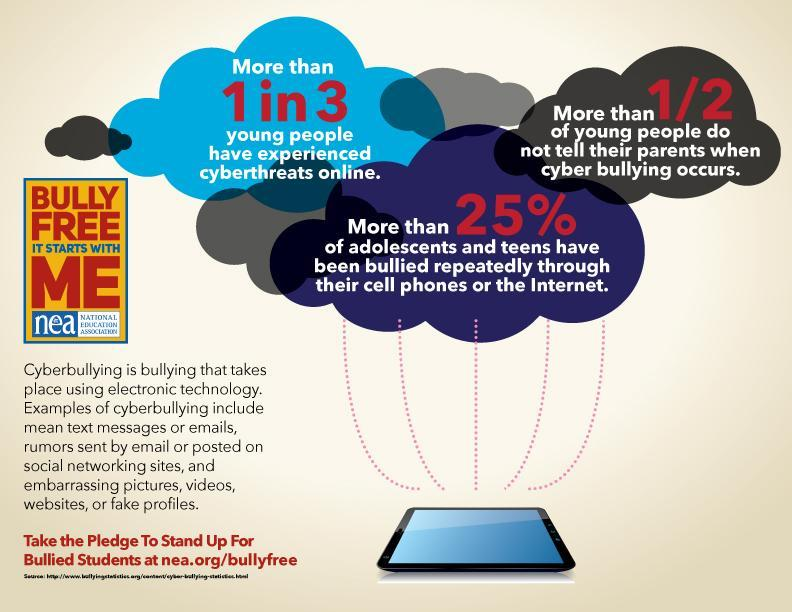 More than
1 in 3
young people
have experienced
cyberthreats online.
More than 1/2
of young people do
not tell their parents when
cyber bullying occurs.
More than 25%
of adolescents and teens have
been bullied repeatedly through
their cell phones or the Internet.
BULLY
FREE
IT STARTS WITH
ME
nea NATIONAL
EDUCATION
ASSOCIATION
Cyberbullying is bullying that takes
place using electronic technology.
Examples of cyberbullying include
mean text messages or emails,
rumors sent by email or posted on
social networking sites, and
embarrassing pictures, videos,
websites, or fake profiles.
Take the Pledge To Stand Up For
Bullied Students at nea.org/bullyfree
Source: http://www.bullyingstatistics.org/content/cyber-bullying-statistics.html